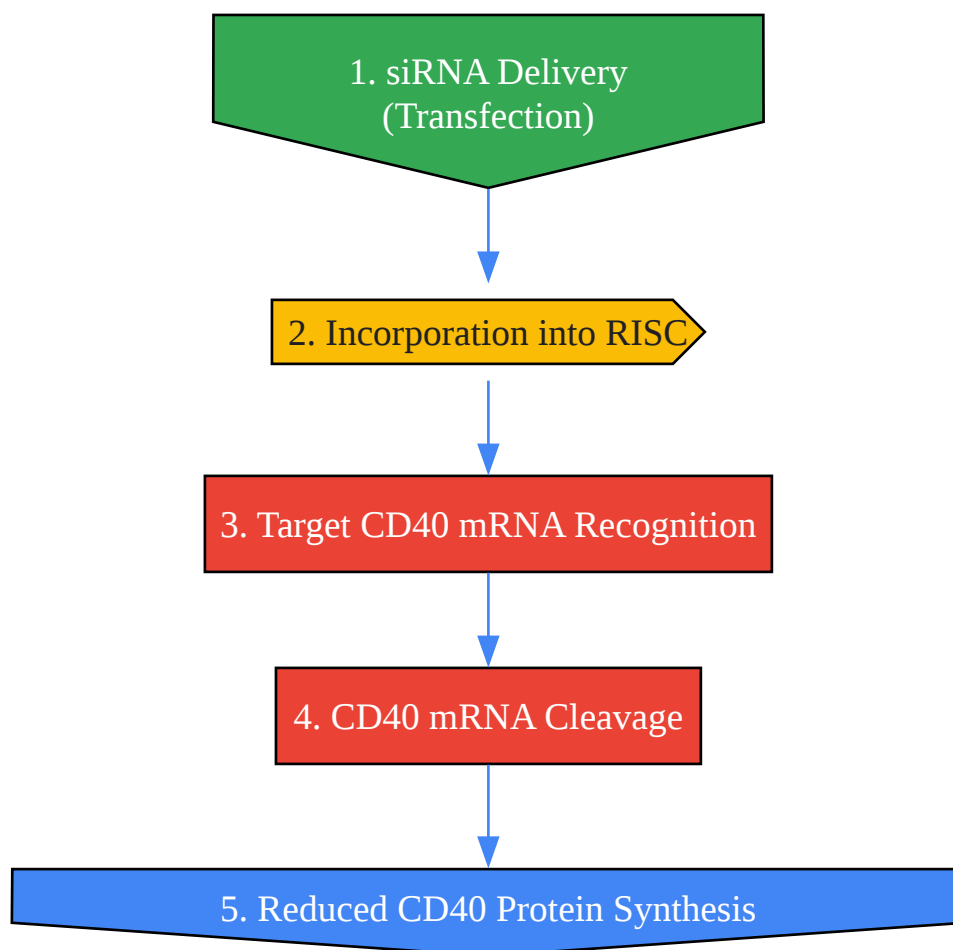 1. siRNA Delivery
(Transfection)
2. Incorporation into RISC
3. Target CD40 mRNA Recognition
4. CD40 mRNA Cleavage
5. Reduced CD40 Protein Synthesis